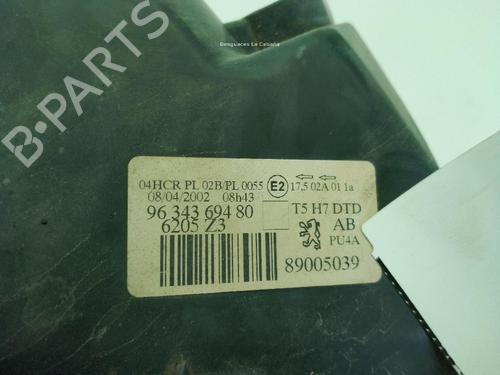 Desguaces La Cabaña
04HCR PL 02B/PL 0055 E2 17,5 02A 01 1a
08/04/2002 08h43
96 343 694 80 T5 H7 DTD
6205 Z3 AB
PU4A
89005039
B-PARTS